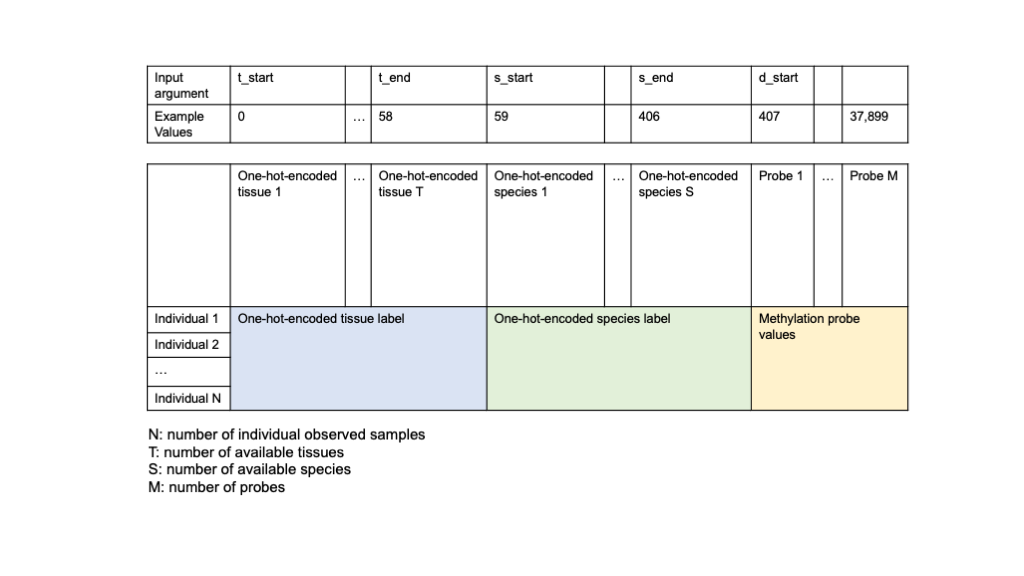 Input argument t_start t_end s_start s_end d_start
Example Values 0 ... 58 59 406 407 37,899
One-hot-encoded tissue 1 ... One-hot-encoded tissue T One-hot-encoded species 1 ... One-hot-encoded species S Probe 1 ... Probe M
Individual 1 One-hot-encoded tissue label One-hot-encoded species label Methylation probe values
Individual 2
...
Individual N
N: number of individual observed samples
T: number of available tissues
S: number of available species
M: number of probes